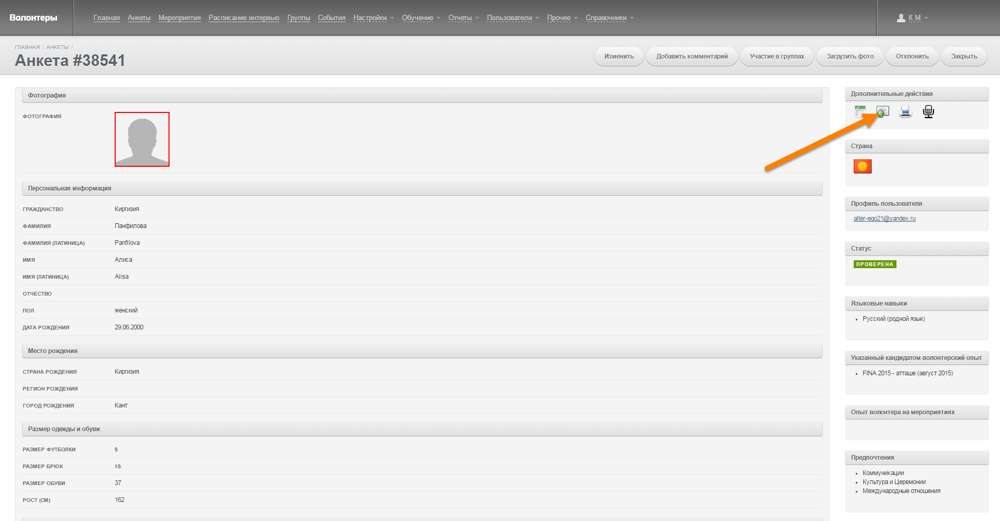 Волонтеры
Главная Анкеты Мероприятия Расписание интервью Группы События Настройки Обучение Отчеты Пользователи Прочее Справочники
К М
ГЛАВНАЯ / АНКЕТЫ /
Анкета #38541
Изменить Добавить комментарий Участие в группах Загрузить фото Отклонить Закрыть
Фотография
ФОТОГРАФИЯ
Персональная информация
ГРАЖДАНСТВО Киргизия
ФАМИЛИЯ Панфилова
ФАМИЛИЯ (ЛАТИНИЦА) Panfilova
ИМЯ Алиса
ИМЯ (ЛАТИНИЦА) Alisa
ОТЧЕСТВО
ПОЛ женский
ДАТА РОЖДЕНИЯ 29.06.2000
Место рождения
СТРАНА РОЖДЕНИЯ Киргизия
РЕГИОН РОЖДЕНИЯ
ГОРОД РОЖДЕНИЯ Кант
Размер одежды и обуви
РАЗМЕР ФУТБОЛКИ s
РАЗМЕР БРЮК xs
РАЗМЕР ОБУВИ 37
РОСТ (СМ) 162
Дополнительные действия
Страна
Профиль пользователя
alter-ego21@yandex.ru
Статус
ПРОВЕРЕНА
Языковые навыки
• Русский (родной язык)
Указанный кандидатом волонтерский опыт
• FINA 2015 - атташе (август 2015)
Опыт волонтера на мероприятиях
Предпочтения
• Коммуникации
• Культура и Церемонии
• Международные отношения